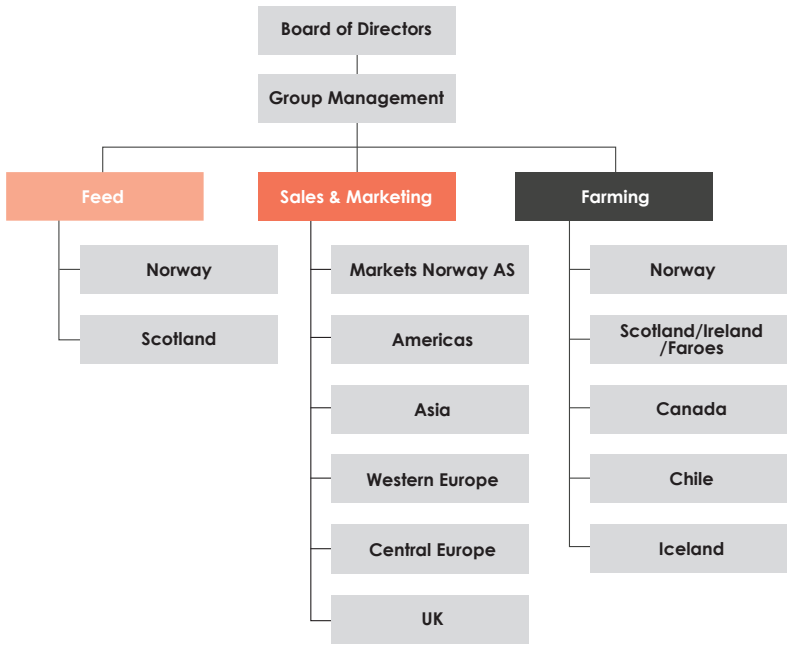 Board of Directors
Group Management
Feed
Sales & Marketing
Farming
Norway
Scotland
Markets Norway AS
Americas
Asia
Western Europe
Central Europe
UK
Norway
Scotland/Ireland
/Faroes
Canada
Chile
Iceland